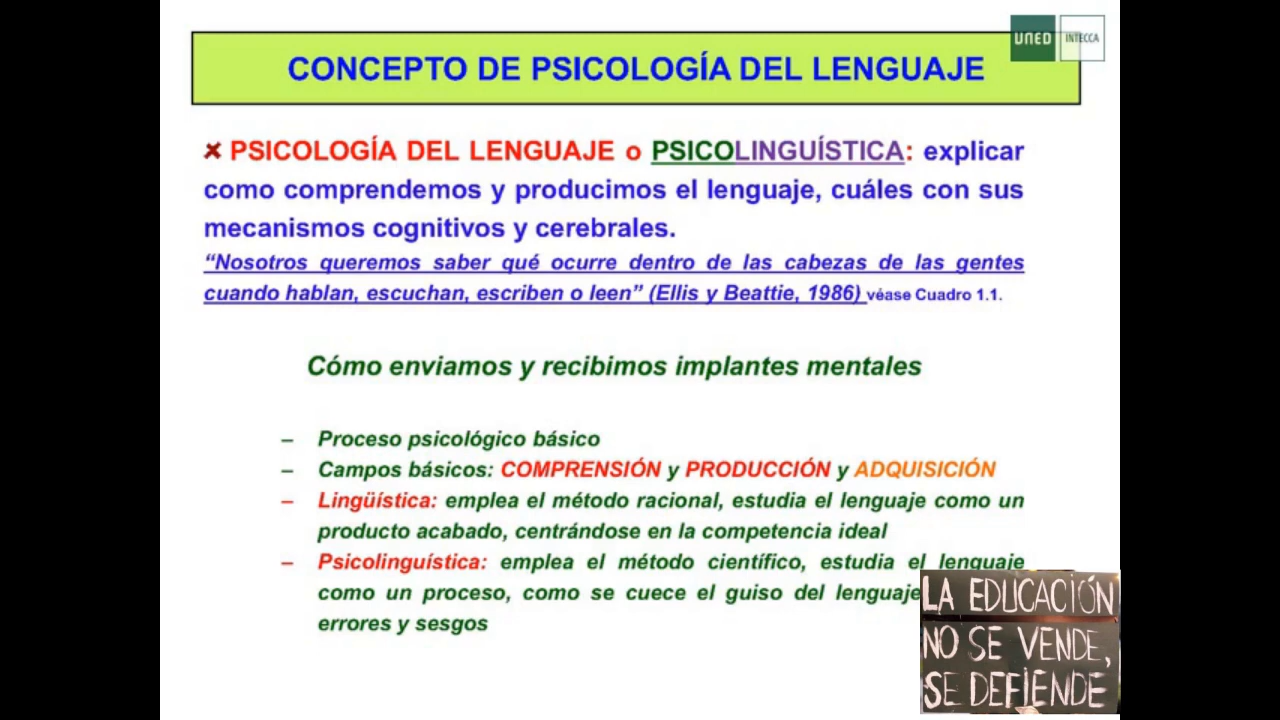 UNED INTECCA
CONCEPTO DE PSICOLOGÍA DEL LENGUAJE
PSICOLOGÍA DEL LENGUAJE o PSICOLINGUÍSTICA: explicar
como comprendemos y producimos el lenguaje, cuáles con sus
mecanismos cognitivos y cerebrales.
“Nosotros queremos saber qué ocurre dentro de las cabezas de las gentes
cuando hablan, escuchan, escriben o leen” (Ellis y Beattie, 1986) véase Cuadro 1.1.
Cómo enviamos y recibimos implantes mentales
– Proceso psicológico básico
– Campos básicos: COMPRENSIÓN y PRODUCCIÓN y ADQUISICIÓN
– Lingüística: emplea el método racional, estudia el lenguaje como un
producto acabado, centrándose en la competencia ideal
– Psicolinguística: emplea el método científico, estudia el lenguaje
como un proceso, como se cuece el guiso del lenguaje
errores y sesgos
LA EDUCACIÓN
NO SE VENDE,
SE DEFIENDE